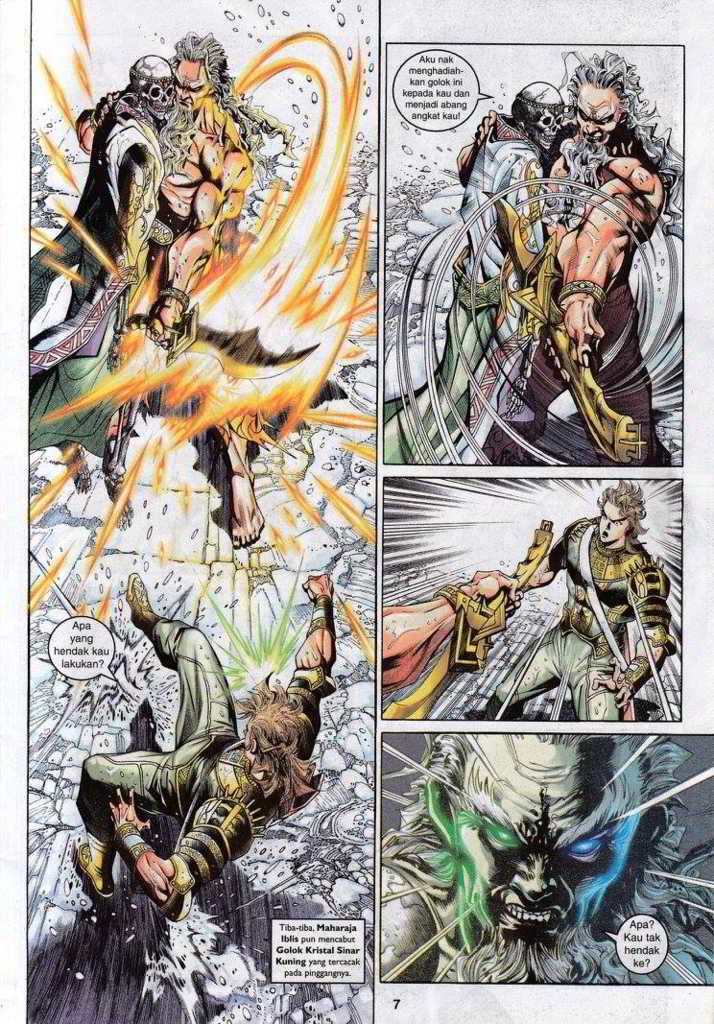 Apa
yang
hendak kau
lakukan?
Tiba-tiba, Maharaja
Iblis pun mencabut
Golok Kristal Sinar
Kuning yang tercacak
pada pinggangnya.
Aku nak
menghadiah-
kan golok ini
kepada kau dan
menjadi abang
angkat kau!
Apa?
Kau tak
hendak
ke?
7